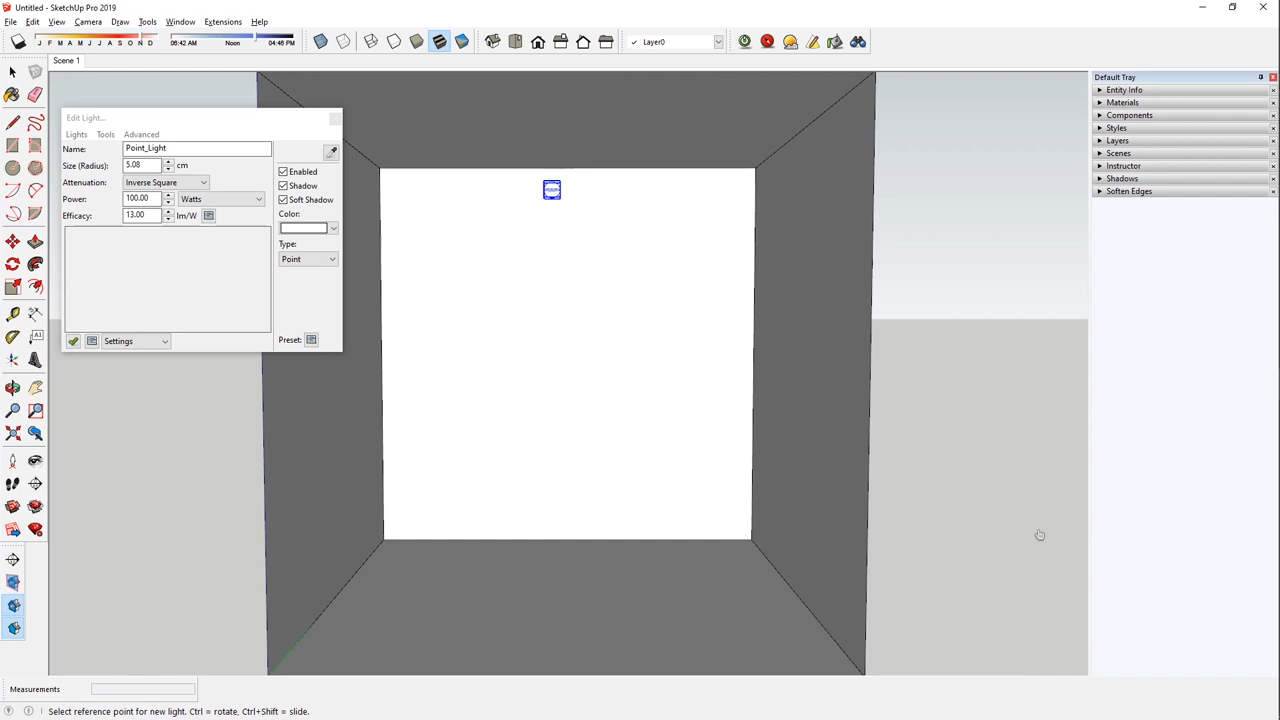 Untitled - SketchUp Pro 2019
File Edit View Camera Draw Tools Window Extensions Help
J F M A M J J A S O N D 06:42 AM Noon 04:46 PM Layer0
Scene 1
Default Tray
Entity Info
Materials
Components
Styles
Layers
Scenes
Instructor
Shadows
Soften Edges
Edit Light...
Lights Tools Advanced
Name: Point_Light
Size (Radius): 5.08 cm
Attenuation: Inverse Square
Power: 100.00 Watts
Efficacy: 13.00 lm/W
Enabled
Shadow
Soft Shadow
Color:
Type:
Point
Settings
Preset:
Measurements
Select reference point for new light. Ctrl = rotate, Ctrl+Shift = slide.